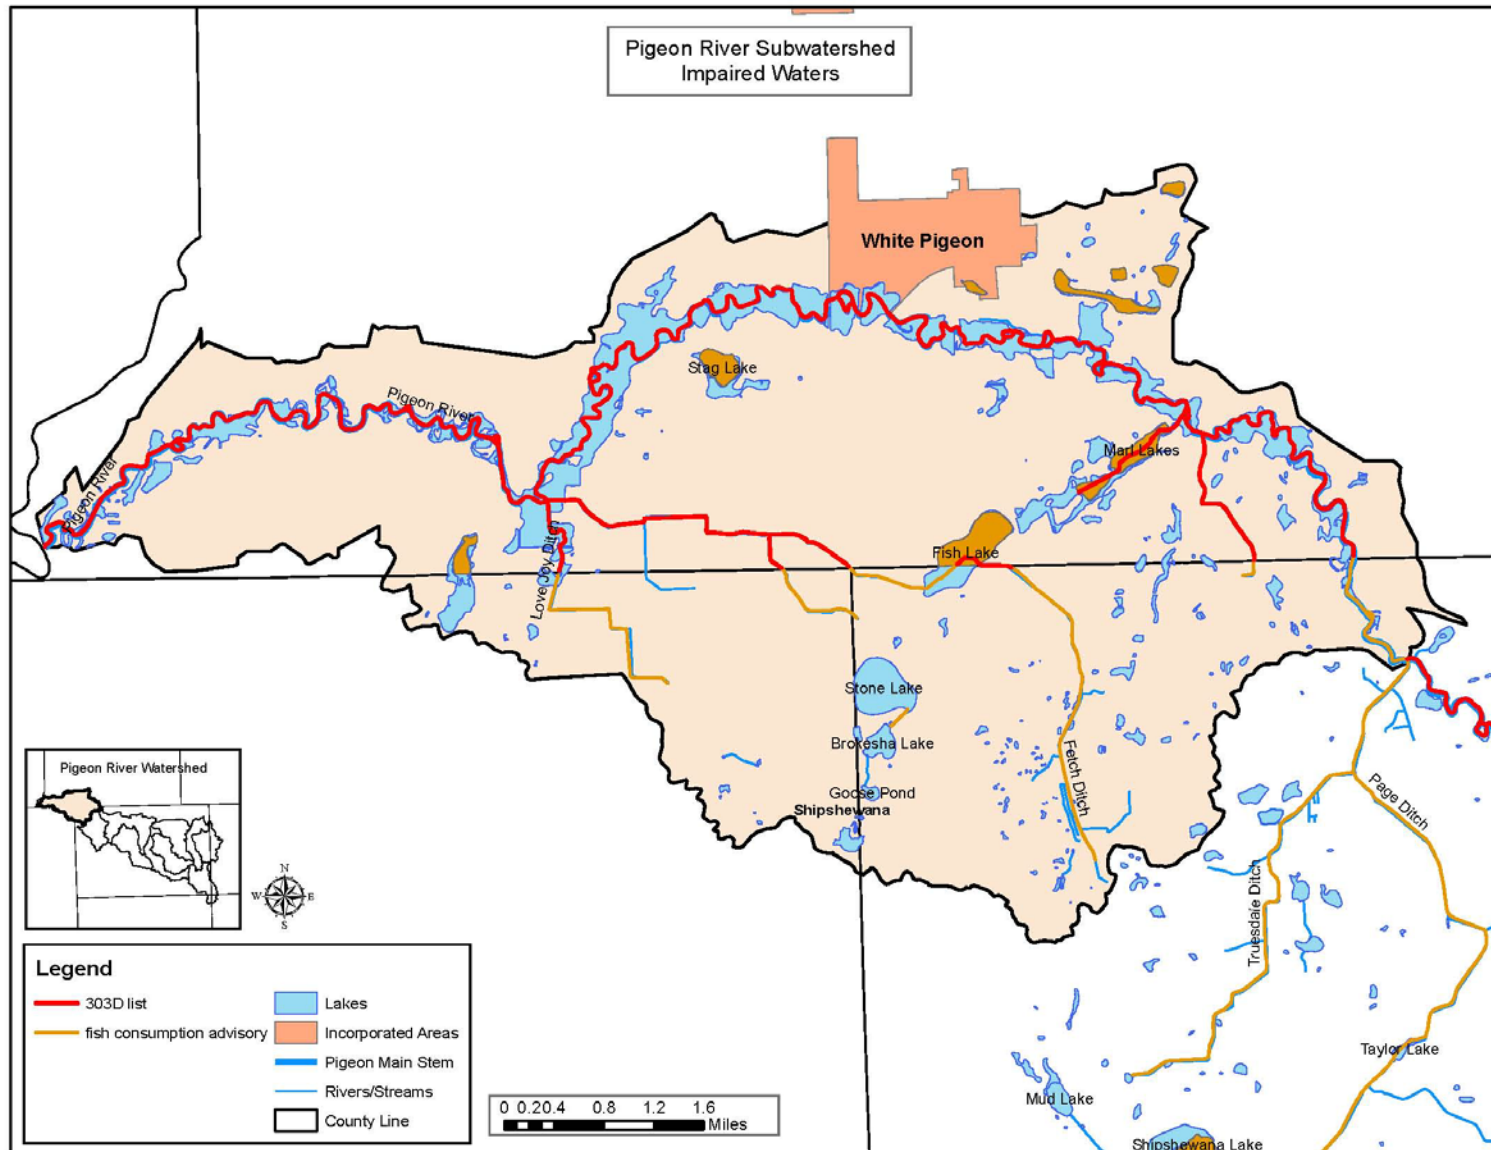 Pigeon River Subwatershed
Impaired Waters
White Pigeon
Stag Lake
Pigeon River
Marl Lakes
Pigeon River
Fish Lake
Love Joy Ditch
Stone Lake
Brokesha Lake
Fetch Ditch
Goose Pond
Shipshewana
Page Ditch
Truesdale Ditch
Taylor Lake
Mud Lake
Shipshewana Lake
Pigeon River Watershed
N
W
E
S
Legend
303D list
fish consumption advisory
Lakes
Incorporated Areas
Pigeon Main Stem
Rivers/Streams
County Line
0 0.20.4 0.8 1.2 1.6
Miles